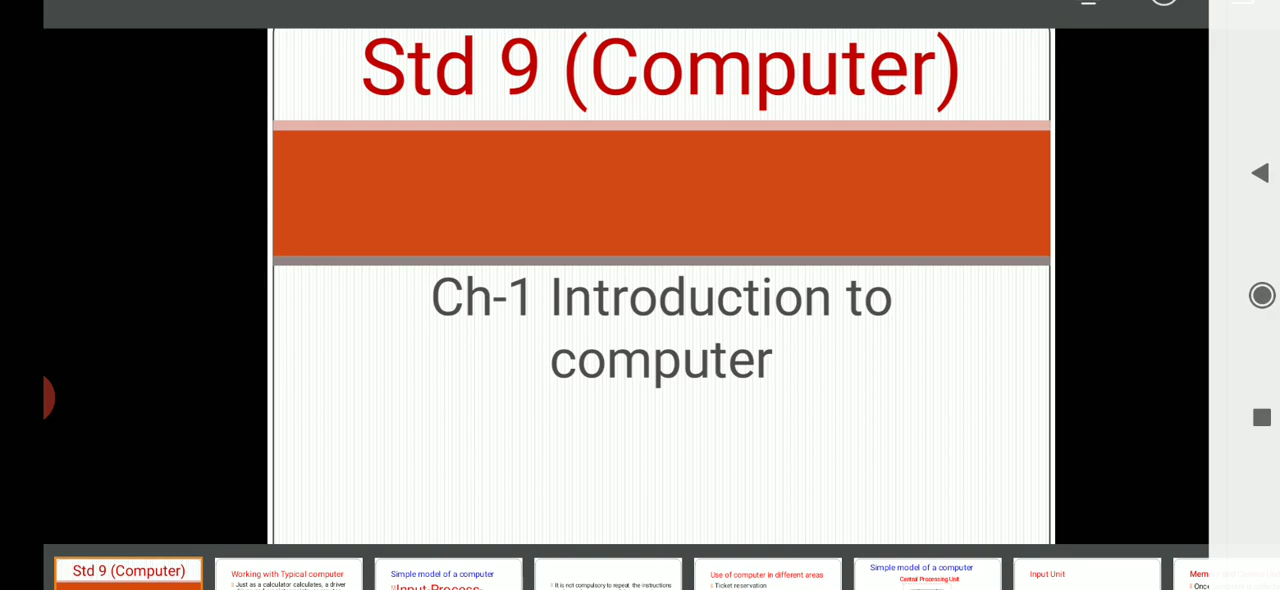 Std 9 (Computer)
Ch-1 Introduction to
computer
Std 9 (Computer)
Working with Typical computer
Just as a calculator calculates, a driver
Simple model of a computer
Input-Process-
It is not compulsory to repeat the instructions
Use of computer in different areas
Ticket reservation
Simple model of a computer
Central Processing Unit
Input Unit